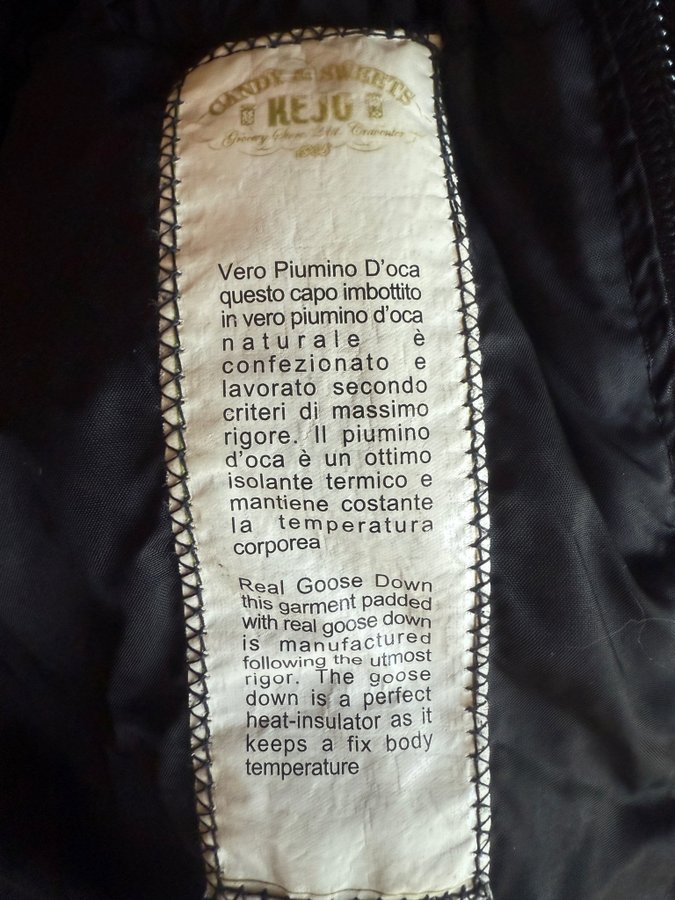 CANDY and SWEETS
KEJO
Grocery Store
Vero Piumino D'oca
questo capo imbottito
in vero piumino d'oca
naturale è
confezionato e
lavorato secondo
criteri di massimo
rigore. Il piumino
d'oca è un ottimo
isolante termico e
mantiene costante
la temperatura
corporea
Real Goose Down
this garment padded
with real goose down
is manufactured
following the utmost
rigor. The goose
down is a perfect
heat-insulator as it
keeps a fix body
temperature